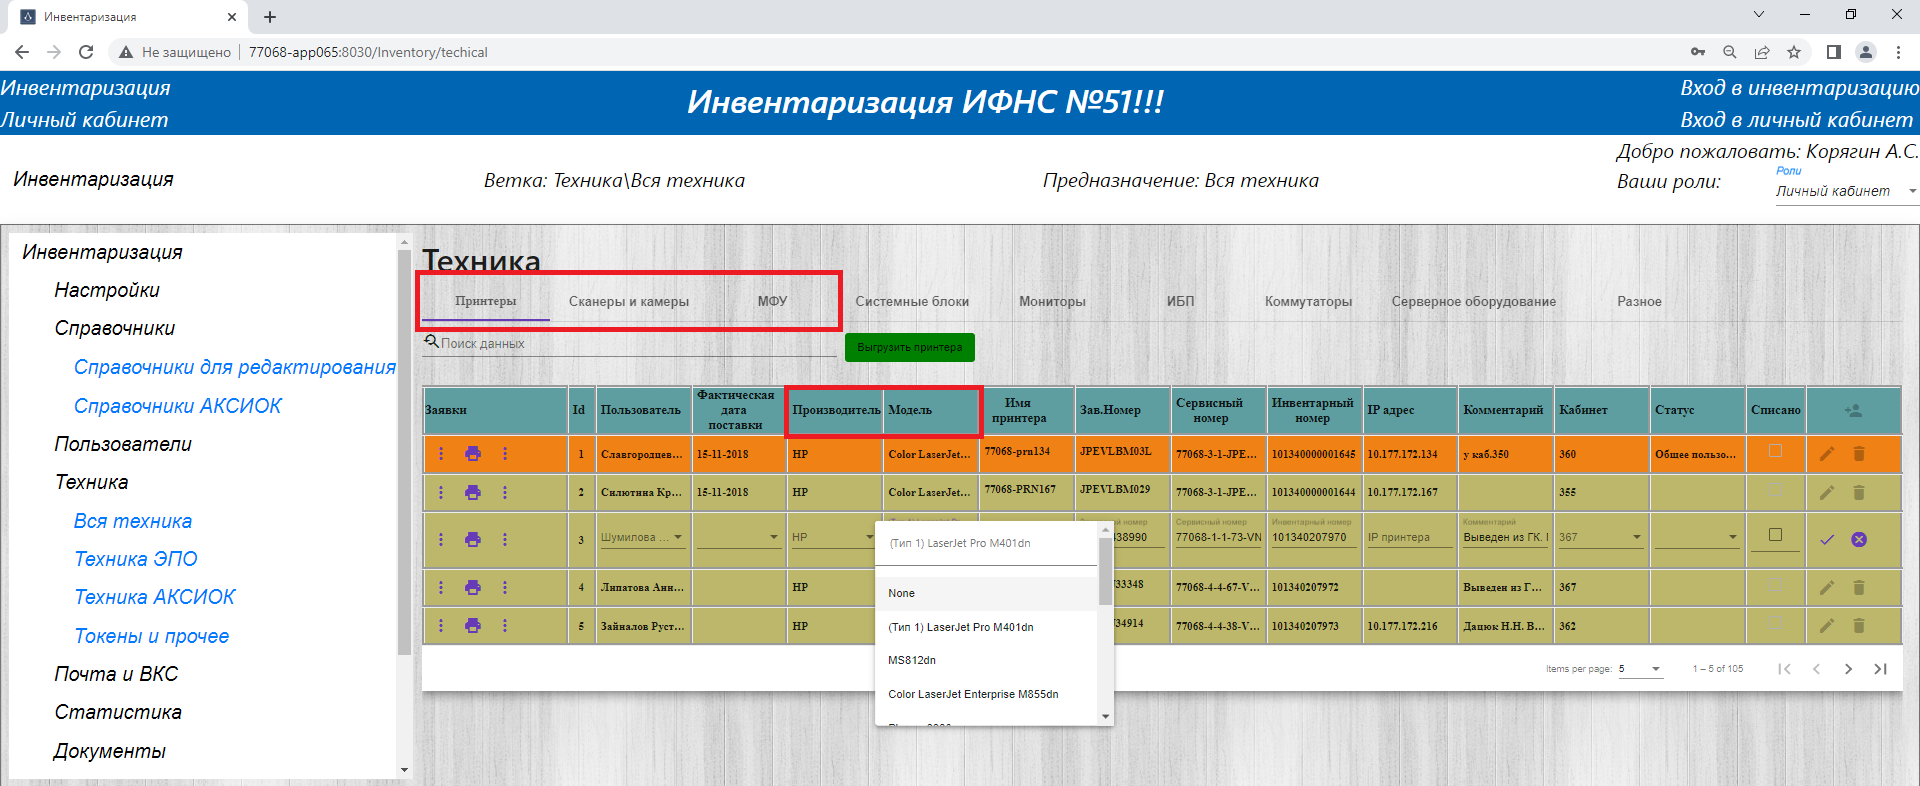 Инвентаризация
Не защищено
77068-app065:8030/Inventory/techical
Инвентаризация
Личный кабинет
Инвентаризация ИФНС №51!!!
Вход в инвентаризацию
Вход в личный кабинет
Инвентаризация
Ветка: Техника\Вся техника
Предназначение: Вся техника
Добро пожаловать: Корягин А.С.
Ваши роли:
Роли
Личный кабинет
Инвентаризация
Настройки
Справочники
Справочники для редактирования
Справочники АКСИОК
Пользователи
Техника
Вся техника
Техника ЭПО
Техника АКСИОК
Токены и прочее
Почта и ВКС
Статистика
Документы
Техника
Принтеры Сканеры и камеры МФУ Системные блоки Мониторы ИБП Коммутаторы Серверное оборудование Разное
Поиск данных
Выгрузить принтера
Заявки Id Пользователь Фактическая дата поставки Производитель Модель Имя принтера Зав.Номер Сервисный номер Инвентарный номер IP адрес Комментарий Кабинет Статус Списано
1 Славгородцев... 15-11-2018 HP Color LaserJet... 77068-prn134 JPEVLBM03L 77068-3-1-JPE... 101340000001645 10.177.172.134 у каб.350 360 Общее пользо...
2 Силютина Кр... 15-11-2018 HP Color LaserJet... 77068-PRN167 JPEVLBM029 77068-3-1-JPE... 101340000001644 10.177.172.167 355
Сервисный номер Инвентарный номер Комментарий
3 Шумилова ... HP 438990 77068-1-1-73-VN 101340207970 IP принтера Выведен из ГК. 367
4 Липатова Анн... HP 33348 77068-4-4-67-V... 101340207972 Выведен из Г... 367
5 Зайналов Руст... HP 34914 77068-4-4-38-V... 101340207973 10.177.172.216 Дацюк Н.Н. В... 362
(Тип 1) LaserJet Pro M401dn
None
(Тип 1) LaserJet Pro M401dn
MS812dn
Color LaserJet Enterprise M855dn
Items per page: 5
1 – 5 of 105